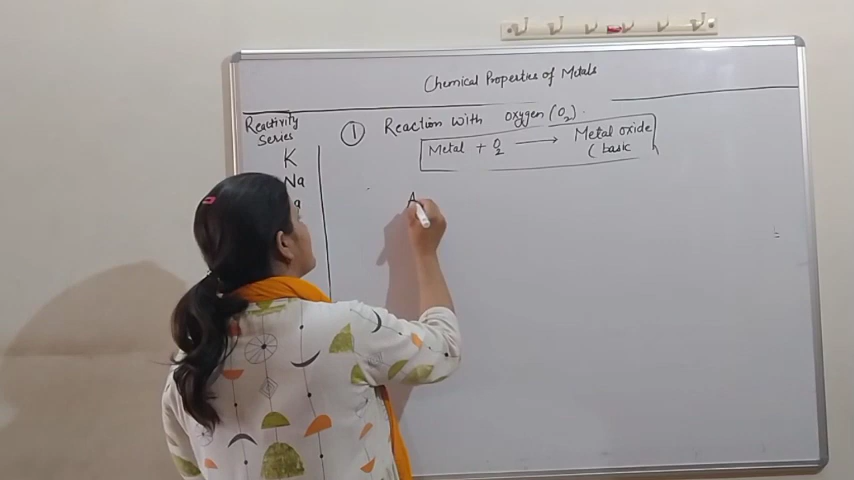 Chemical Properties of Metals
Reactivity
Series
K
Na
a
① Reaction with oxygen (O₂).
Metal + O₂ ⟶ Metal oxide
(basic
A